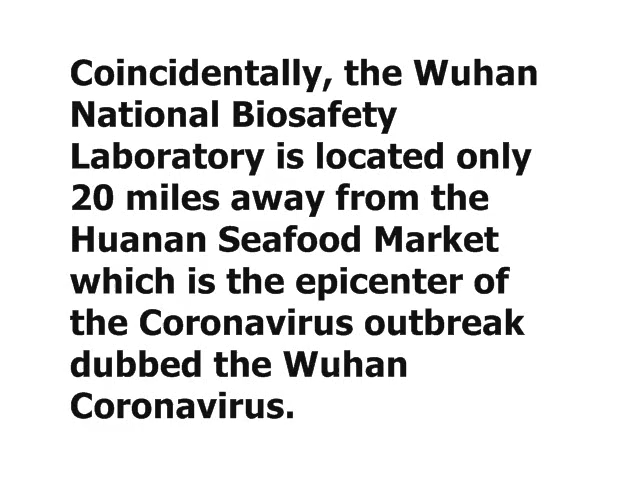 Coincidentally, the Wuhan
National Biosafety
Laboratory is located only
20 miles away from the
Huanan Seafood Market
which is the epicenter of
the Coronavirus outbreak
dubbed the Wuhan
Coronavirus.